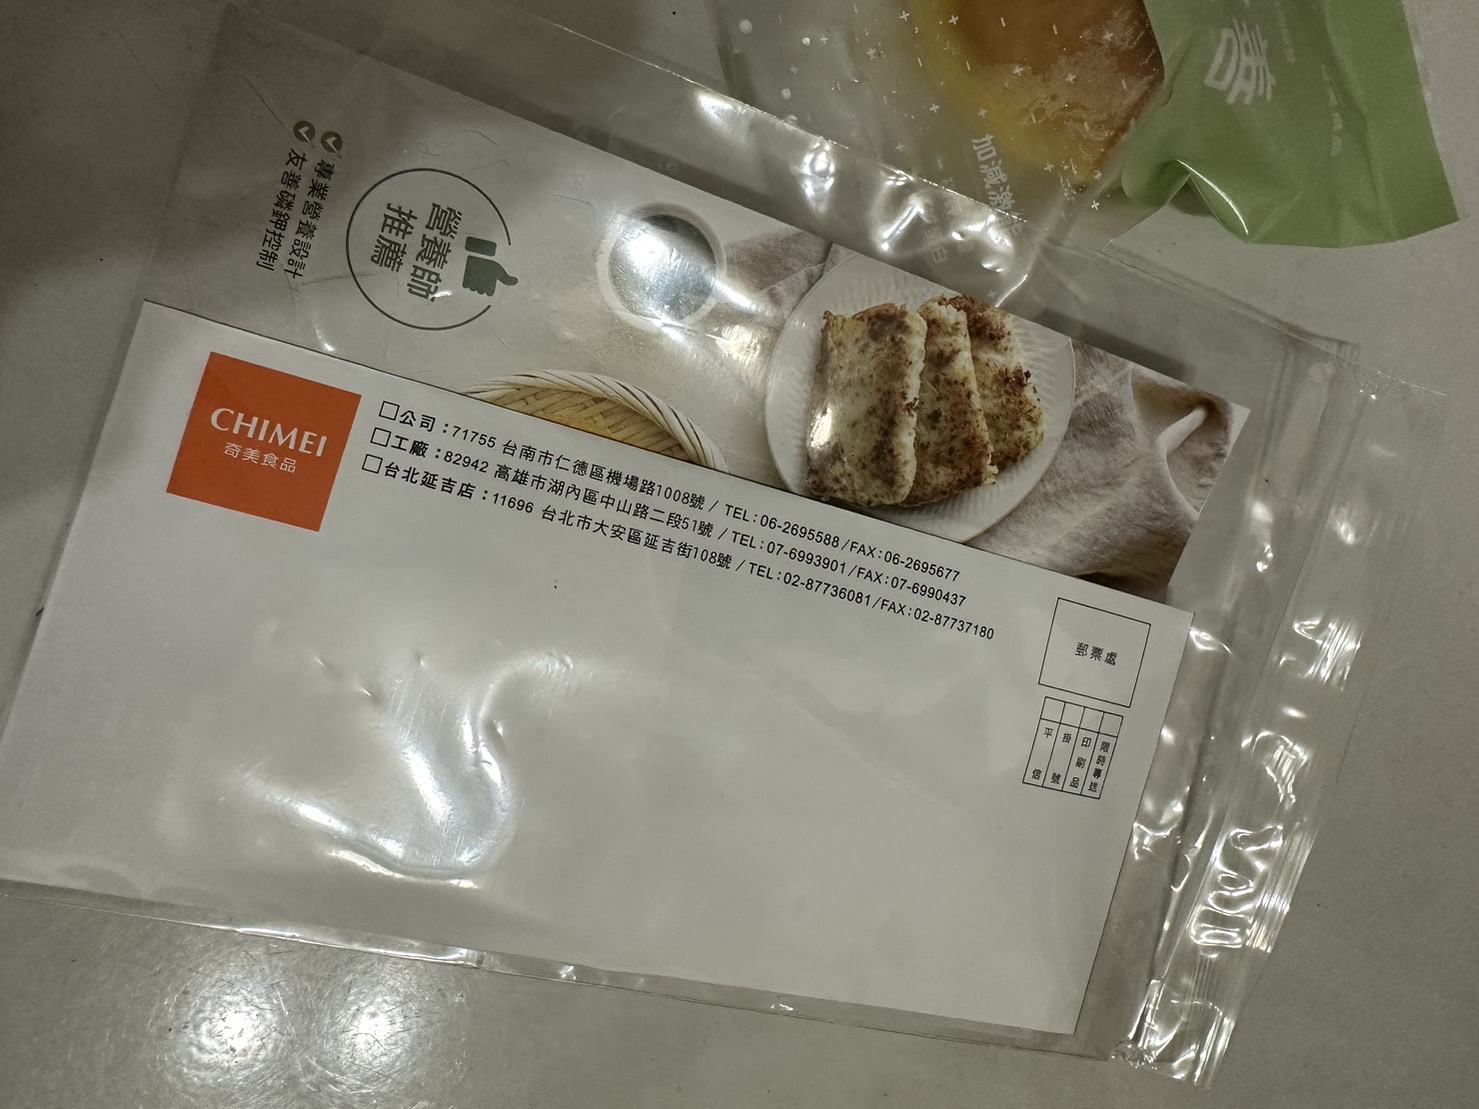 善
加減滋
專業營養設計
友善磷鉀控制
營養師
推薦
CHIMEI
奇美食品
□公司：71755 台南市仁德區機場路1008號 / TEL：06-2695588/FAX：06-2695677
□工廠：82942 高雄市湖內區中山路二段51號 / TEL：07-6993901/FAX：07-6990437
□台北延吉店：11696 台北市大安區延吉街108號 / TEL：02-87736081/FAX：02-87737180
郵票處
限時專送
印刷品
掛號
平信